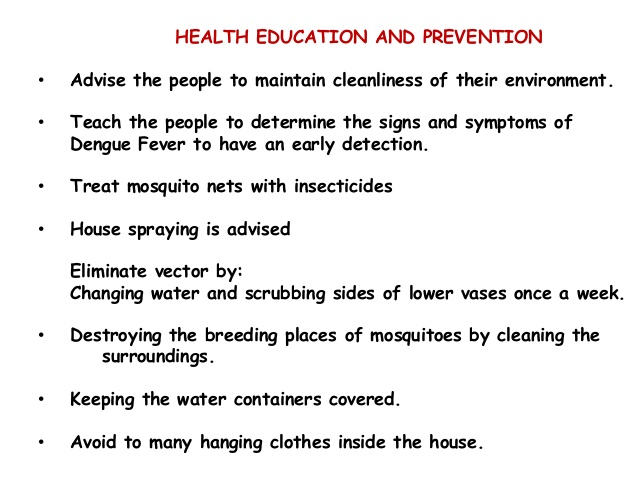 HEALTH EDUCATION AND PREVENTION
• Advise the people to maintain cleanliness of their environment.
• Teach the people to determine the signs and symptoms of
Dengue Fever to have an early detection.
• Treat mosquito nets with insecticides
• House spraying is advised
Eliminate vector by:
Changing water and scrubbing sides of lower vases once a week.
• Destroying the breeding places of mosquitoes by cleaning the
surroundings.
• Keeping the water containers covered.
• Avoid to many hanging clothes inside the house.